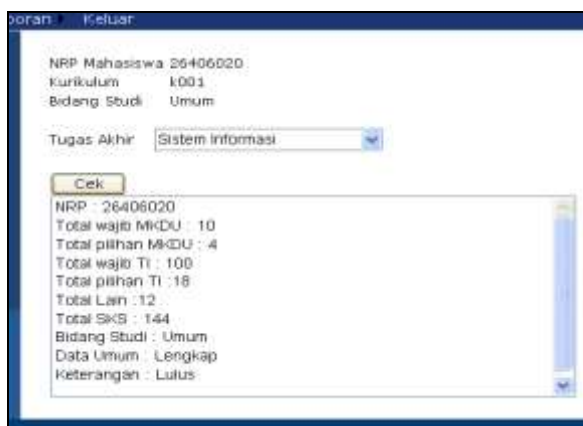 poran Keluar
NRP Mahasiswa 26406020
Kurikulum k001
Bidang Studi Umum
Tugas Akhir Sistem Informasi
Cek
NRP : 26406020
Total wajib MKDU : 10
Total pilihan MKDU : 4
Total wajib TI : 100
Total pilihan TI :18
Total Lain :12
Total SKS : 144
Bidang Studi : Umum
Data Umum : Lengkap
Keterangan : Lulus